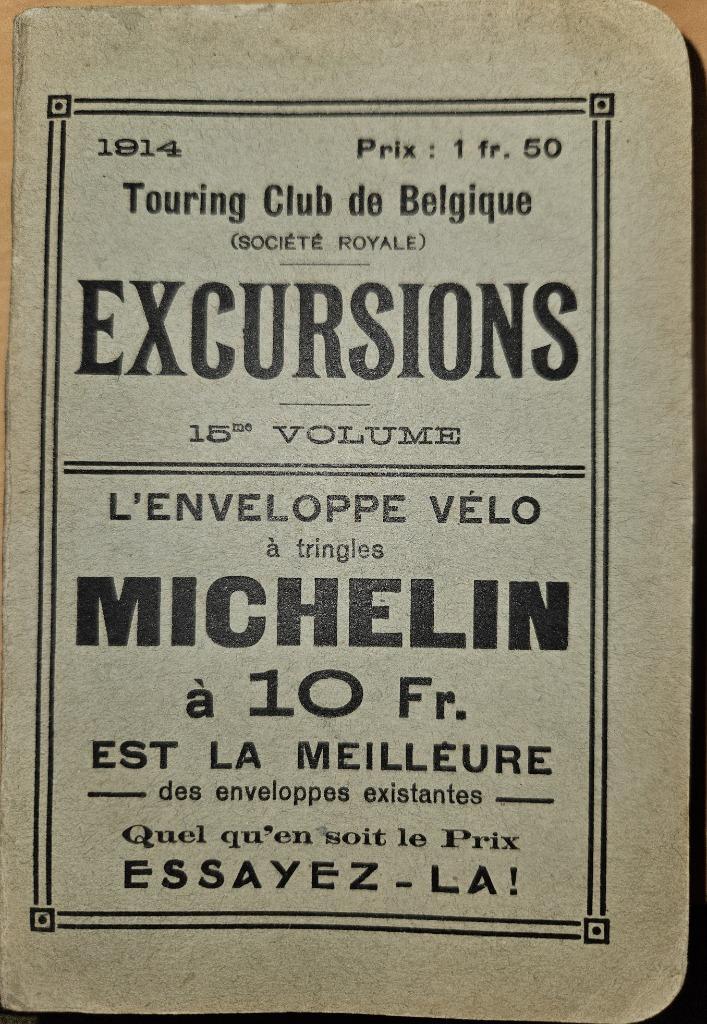 1914 Prix : 1 fr. 50
Touring Club de Belgique
(SOCIÉTÉ ROYALE)
EXCURSIONS
15me VOLUME
L'ENVELOPPE VÉLO
à tringles
MICHELIN
à 10 Fr.
EST LA MEILLEURE
des enveloppes existantes
Quel qu'en soit le Prix
ESSAYEZ-LA!